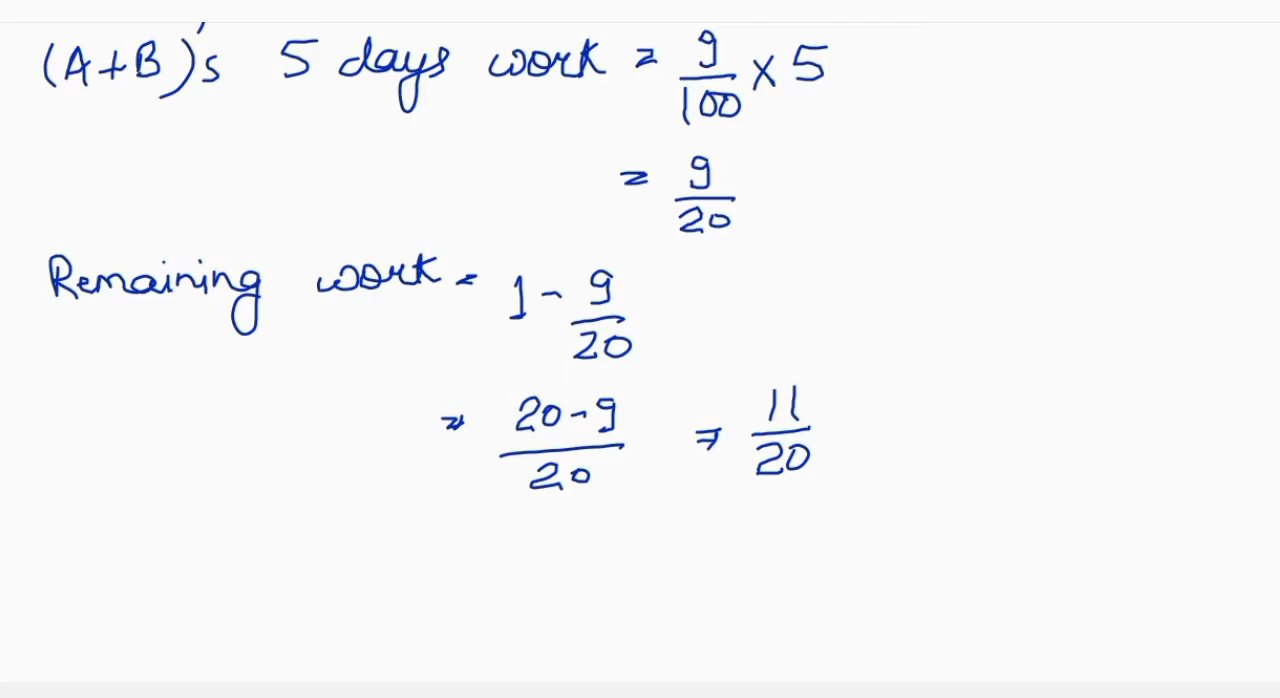 (A+B)'s 5 days work = 9/100 × 5
= 9/20
Remaining work = 1 - 9/20
= (20-9)/20 = 11/20